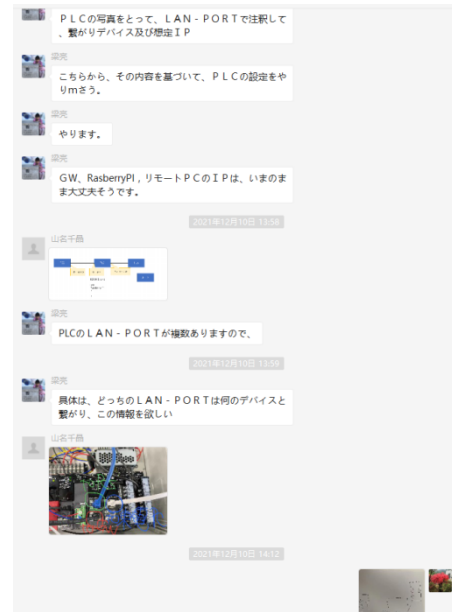 ＰＬＣの写真をとって、ＬＡＮ－ＰＯＲＴで注釈して
、繋がりデバイス及び想定ＩＰ
梁亮
こちらから、その内容を基づいて、ＰＬＣの設定をや
りmさう。
梁亮
やります。
梁亮
GW、RasberryPI，リモートＰＣのＩＰは、いまのま
ま大丈夫そうです。
2021年12月10日 13:56
山名千晶
梁亮
PLCのＬＡＮ－ＰＯＲＴが複数ありますので、
2021年12月10日 13:59
梁亮
具体は、どっちのＬＡＮ－ＰＯＲＴは何のデバイスと
繋がり、この情報を欲しい
山名千晶
2021年12月10日 14:12